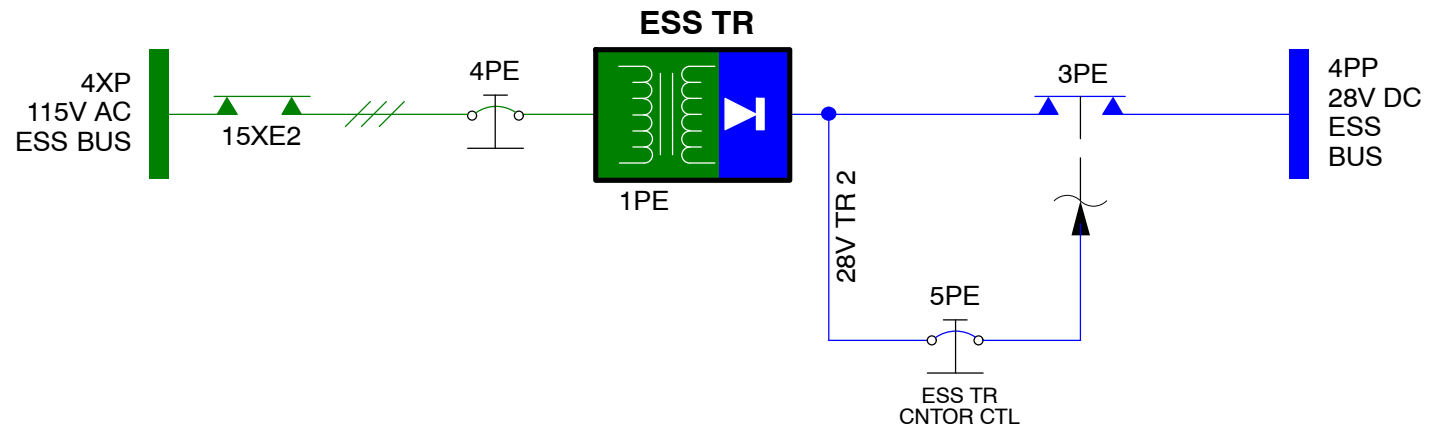 ESS TR
4XP
115V AC
ESS BUS
15XE2
4PE
1PE
28V TR 2
3PE
4PP
28V DC
ESS
BUS
5PE
ESS TR
CNTOR CTL